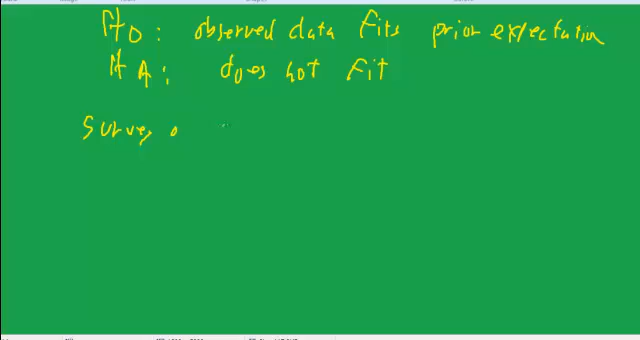 H0: observed data fits prior expectation
HA: does not fit
Survey o